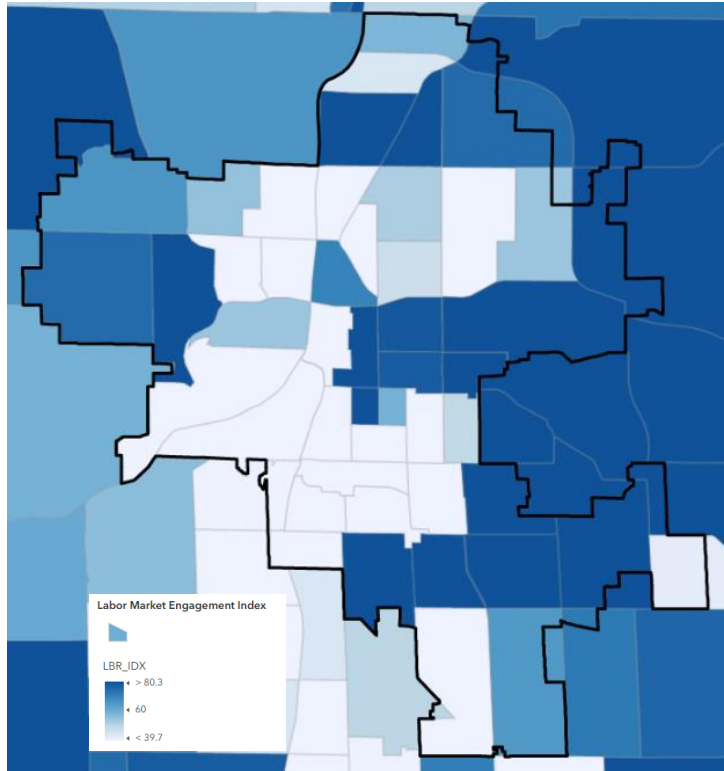 Labor Market Engagement Index
LBR_IDX
> 80.3
60
< 39.7